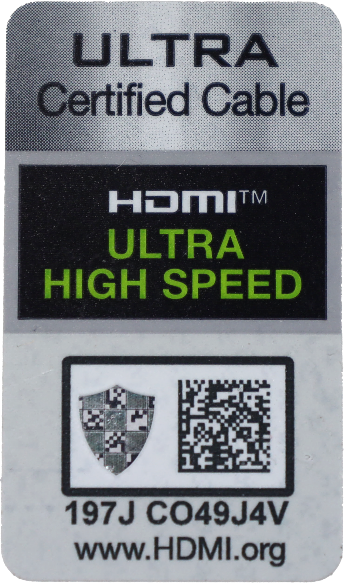 ULTRA
Certified Cable
HDMI™
ULTRA
HIGH SPEED
197J CO49J4V
www.HDMI.org